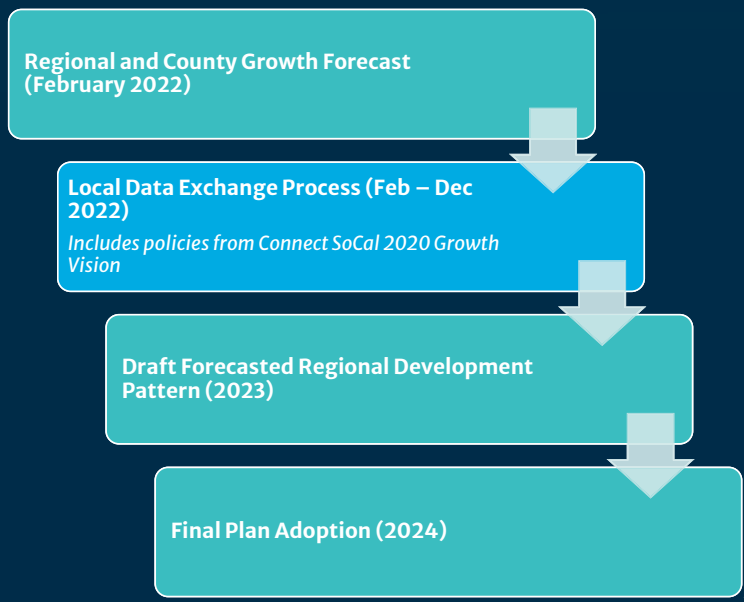 Regional and County Growth Forecast
(February 2022)
Local Data Exchange Process (Feb – Dec
2022)
Includes policies from Connect SoCal 2020 Growth
Vision
Draft Forecasted Regional Development
Pattern (2023)
Final Plan Adoption (2024)